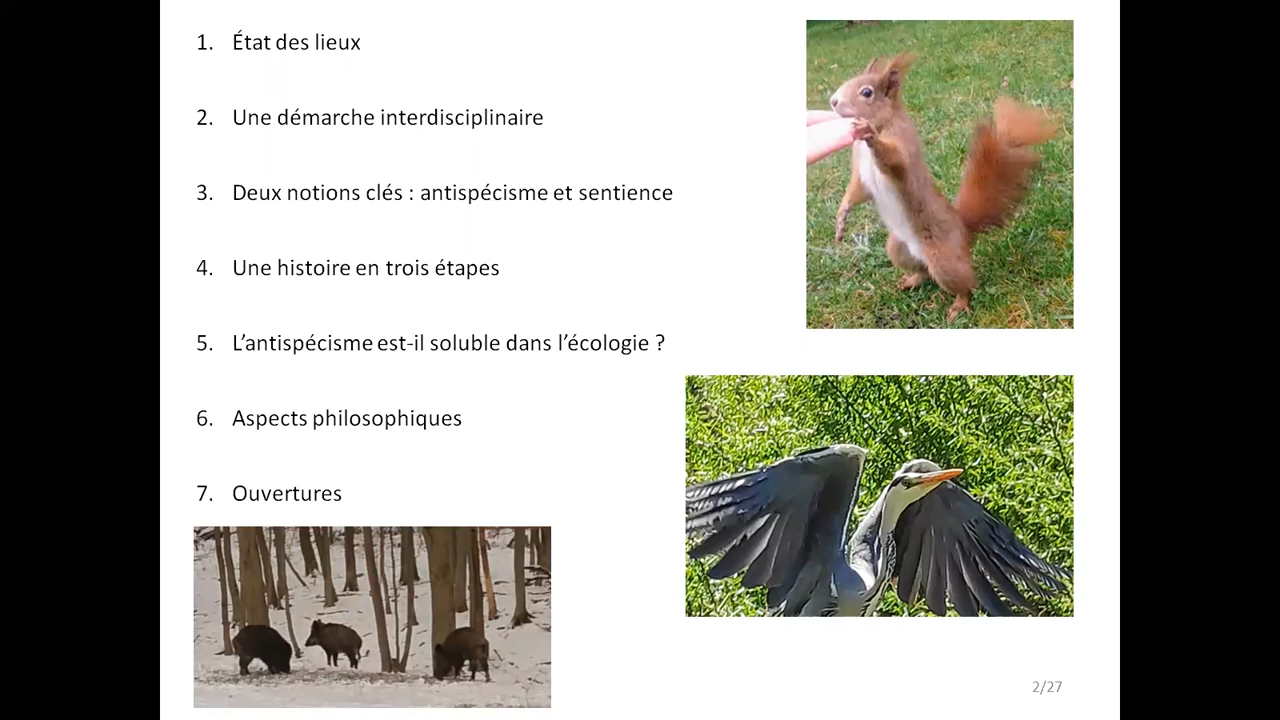 1. État des lieux
2. Une démarche interdisciplinaire
3. Deux notions clés : antispécisme et sentience
4. Une histoire en trois étapes
5. L’antispécisme est-il soluble dans l’écologie ?
6. Aspects philosophiques
7. Ouvertures
2/27